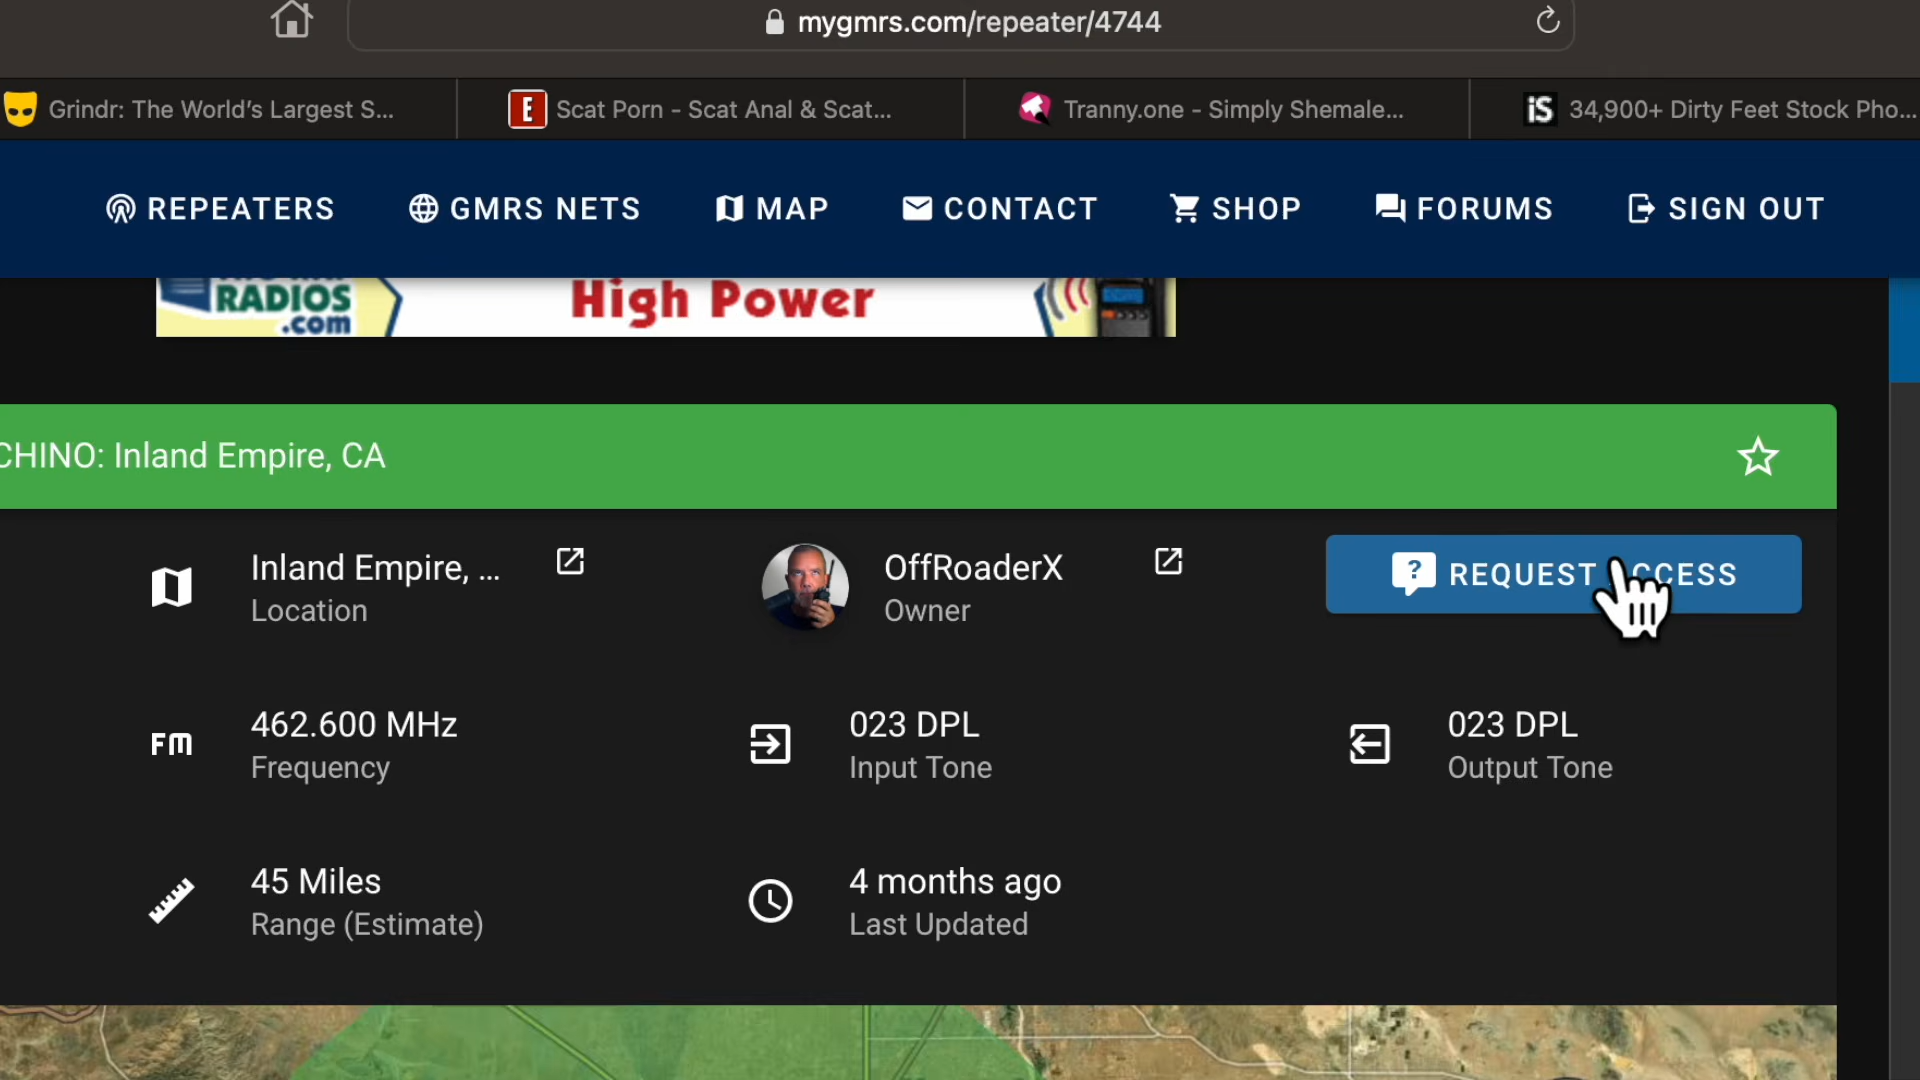 mygmrs.com/repeater/4744
Grindr: The World's Largest S...
Scat Porn - Scat Anal & Scat...
Tranny.one - Simply Shemale...
34,900+ Dirty Feet Stock Pho...
REPEATERS
GMRS NETS
MAP
CONTACT
SHOP
FORUMS
SIGN OUT
RADIOS
.com
High Power
CHINO: Inland Empire, CA
Inland Empire, ...
Location
OffRoaderX
Owner
REQUEST ACCESS
FM
462.600 MHz
Frequency
023 DPL
Input Tone
023 DPL
Output Tone
45 Miles
Range (Estimate)
4 months ago
Last Updated